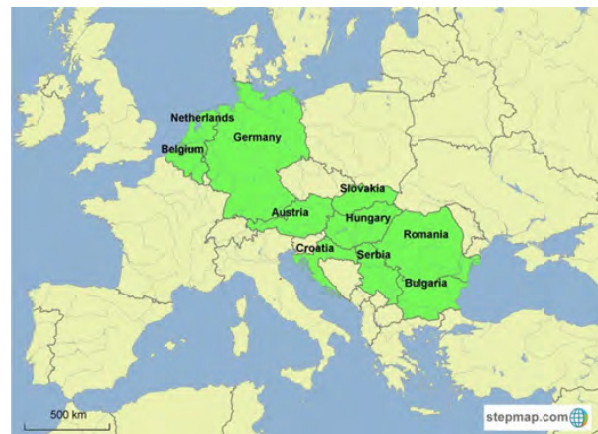 Netherlands
Germany
Belgium
Slovakia
Austria
Hungary
Romania
Croatia
Serbia
Bulgaria
500 km
stepmap.com